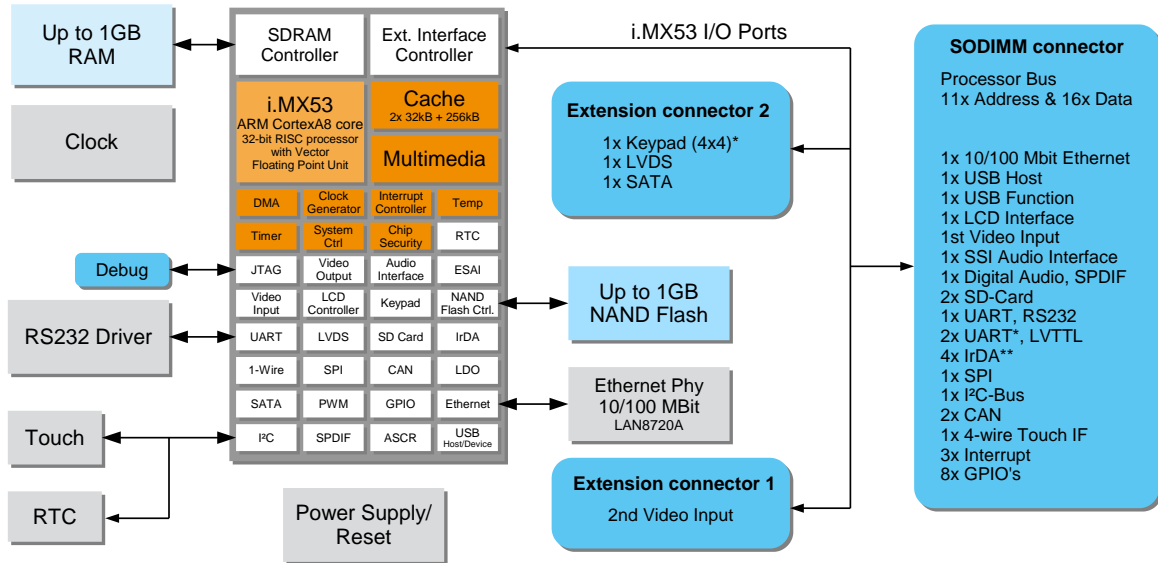 Up to 1GB
RAM
Clock
Debug
RS232 Driver
Touch
RTC
SDRAM
Controller
Ext. Interface
Controller
i.MX53
ARM CortexA8 core
32-bit RISC processor
with Vector
Floating Point Unit
Cache
2x 32kB + 256kB
Multimedia
DMA
Clock
Generator
Interrupt
Controller
Temp
Timer
System
Ctrl
Chip
Security
RTC
JTAG
Video
Output
Audio
Interface
ESAI
Video
Input
LCD
Controller
Keypad
NAND
Flash Ctrl.
UART
LVDS
SD Card
IrDA
1-Wire
SPI
CAN
LDO
SATA
PWM
GPIO
Ethernet
I²C
SPDIF
ASCR
USB
Host/Device
Power Supply/
Reset
i.MX53 I/O Ports
Extension connector 2
1x Keypad (4x4)*
1x LVDS
1x SATA
Up to 1GB
NAND Flash
Ethernet Phy
10/100 MBit
LAN8720A
Extension connector 1
2nd Video Input
SODIMM connector
Processor Bus
11x Address & 16x Data
1x 10/100 Mbit Ethernet
1x USB Host
1x USB Function
1x LCD Interface
1st Video Input
1x SSI Audio Interface
1x Digital Audio, SPDIF
2x SD-Card
1x UART, RS232
2x UART*, LVTTL
4x IrDA**
1x SPI
1x I²C-Bus
2x CAN
1x 4-wire Touch IF
3x Interrupt
8x GPIO's